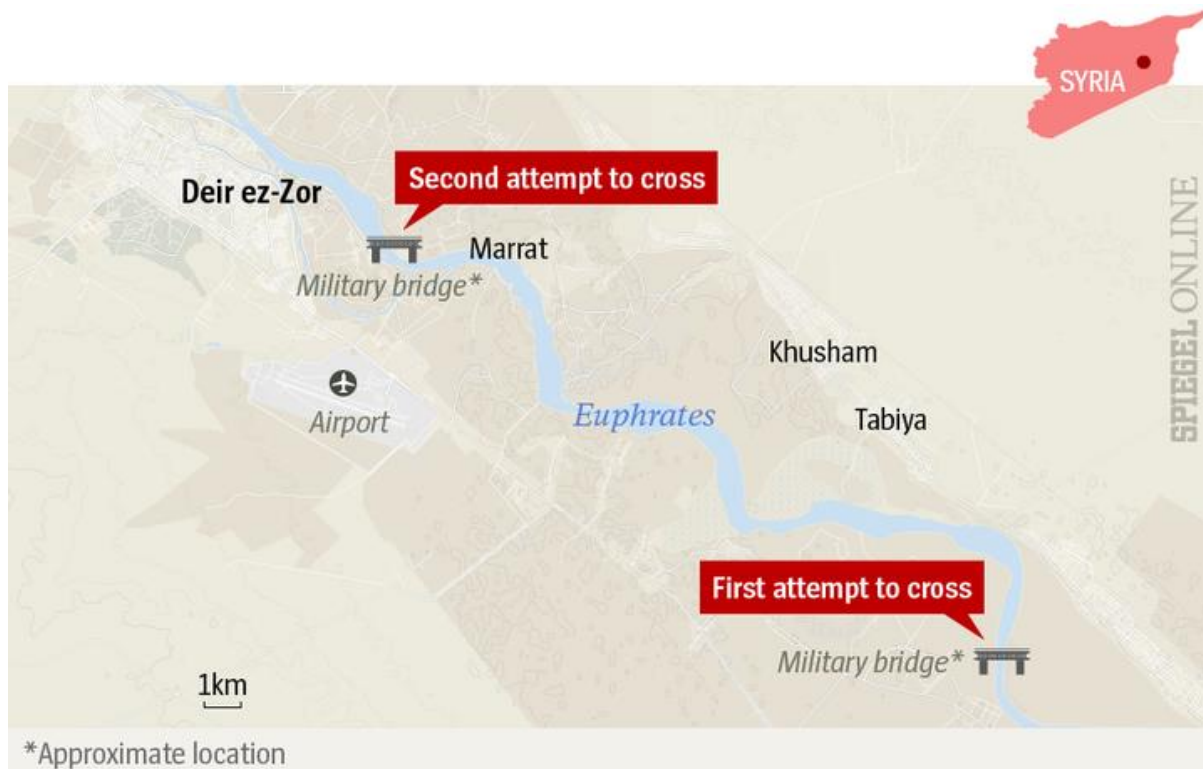 SYRIA
Second attempt to cross
Deir ez-Zor
Marrat
Military bridge*
Khusham
Airport
Euphrates
Tabiya
First attempt to cross
Military bridge*
1km
*Approximate location
SPIEGEL ONLINE